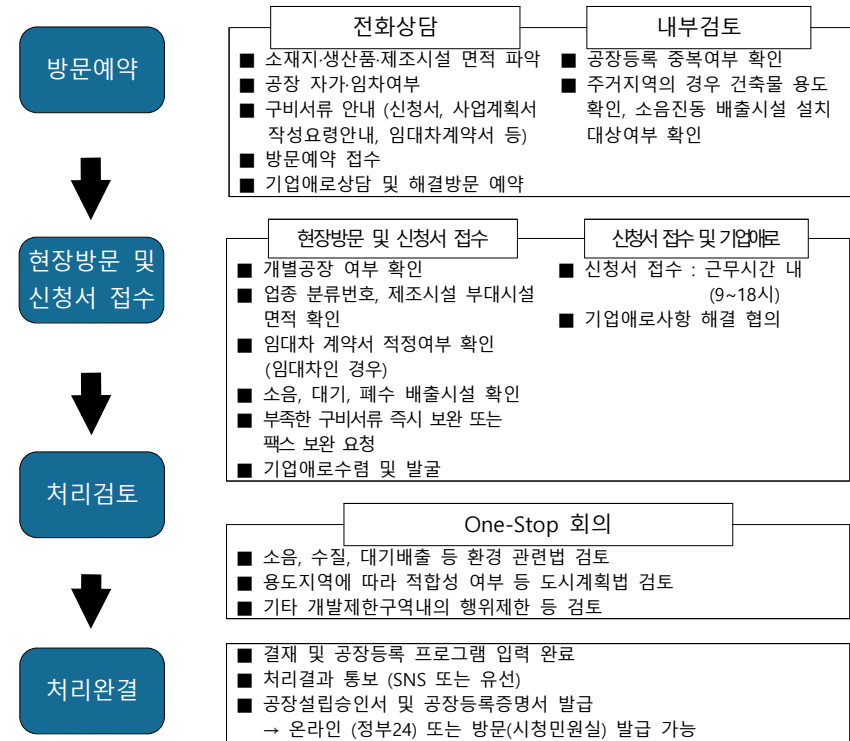 방문예약
전화상담
■ 소재지·생산품·제조시설 면적 파악
■ 공장 자가·임차여부
■ 구비서류 안내 (신청서, 사업계획서
작성요령안내, 임대차계약서 등)
■ 방문예약 접수
■ 기업애로상담 및 해결방문 예약
내부검토
■ 공장등록 중복여부 확인
■ 주거지역의 경우 건축물 용도
확인, 소음진동 배출시설 설치
대상여부 확인
현장방문 및
신청서 접수
현장방문 및 신청서 접수
■ 개별공장 여부 확인
■ 업종 분류번호, 제조시설 부대시설
면적 확인
■ 임대차 계약서 적정여부 확인
(임대차인 경우)
■ 소음, 대기, 폐수 배출시설 확인
■ 부족한 구비서류 즉시 보완 또는
팩스 보완 요청
■ 기업애로수렴 및 발굴
신청서 접수 및 기업애로
■ 신청서 접수 : 근무시간 내
(9~18시)
■ 기업애로사항 해결 협의
처리검토
One-Stop 회의
■ 소음, 수질, 대기배출 등 환경 관련법 검토
■ 용도지역에 따라 적합성 여부 등 도시계획법 검토
■ 기타 개발제한구역내의 행위제한 등 검토
처리완결
■ 결재 및 공장등록 프로그램 입력 완료
■ 처리결과 통보 (SNS 또는 유선)
■ 공장설립승인서 및 공장등록증명서 발급
→ 온라인 (정부24) 또는 방문(시청민원실) 발급 가능